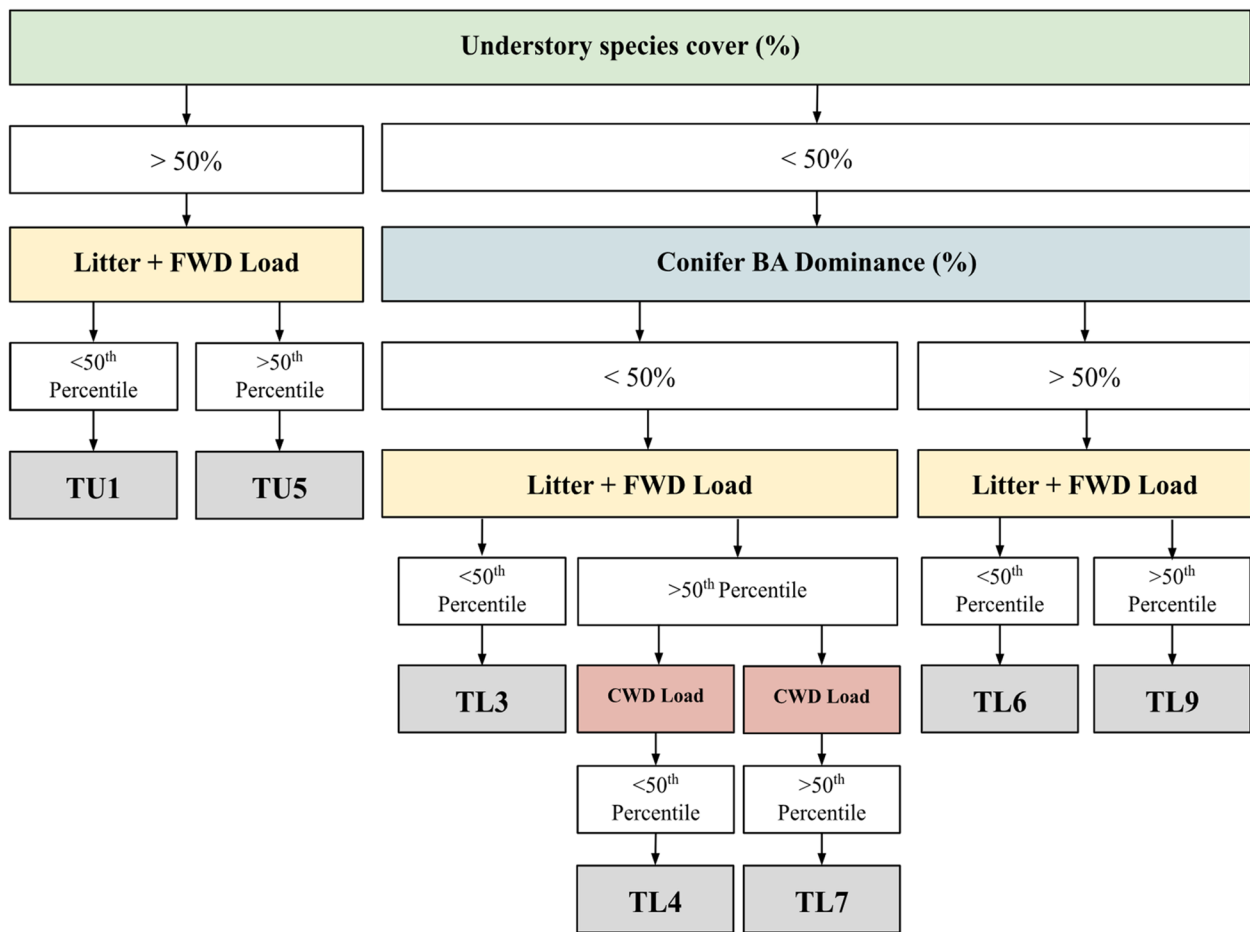 Understory species cover (%)
> 50%
< 50%
Litter + FWD Load
Conifer BA Dominance (%)
<50th
Percentile
>50th
Percentile
< 50%
> 50%
TU1
TU5
Litter + FWD Load
Litter + FWD Load
<50th
Percentile
>50th Percentile
<50th
Percentile
>50th
Percentile
TL3
CWD Load
CWD Load
TL6
TL9
<50th
Percentile
>50th
Percentile
TL4
TL7